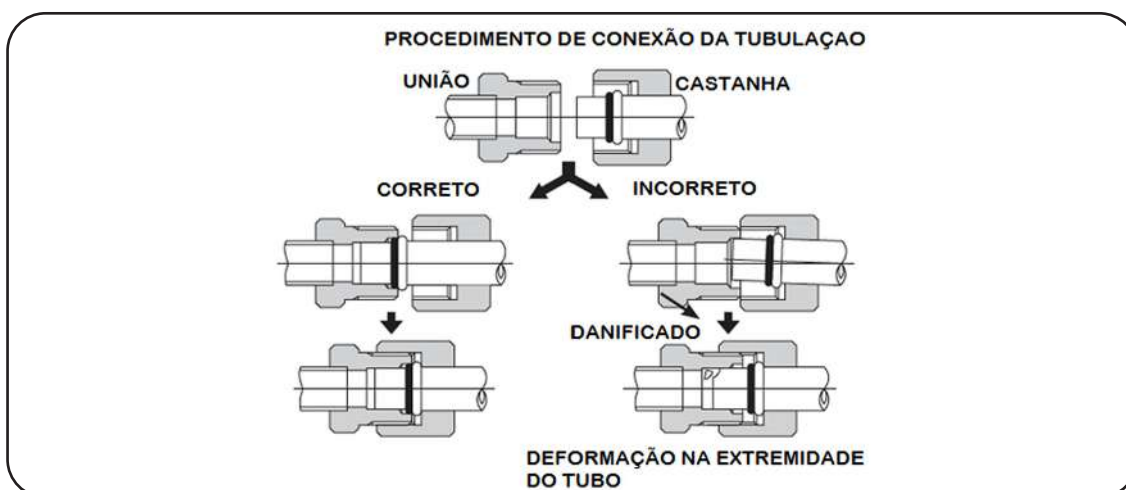 PROCEDIMENTO DE CONEXÃO DA TUBULAÇAO
UNIÃO
CASTANHA
CORRETO
INCORRETO
DANIFICADO
DEFORMAÇÃO NA EXTREMIDADE
DO TUBO